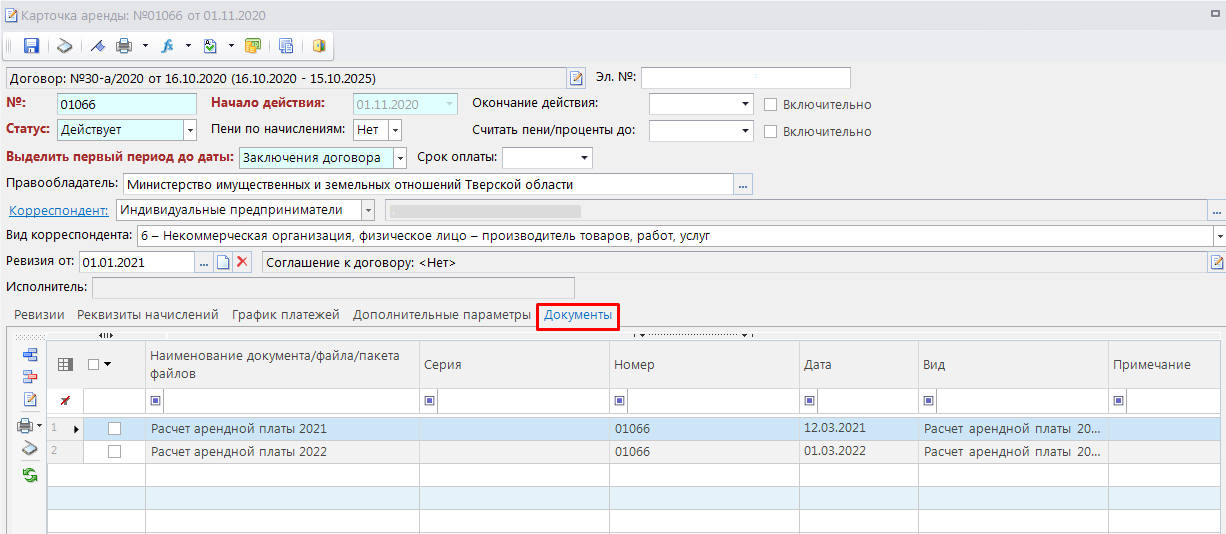 Карточка аренды: №01066 от 01.11.2020
Договор: №30-а/2020 от 16.10.2020 (16.10.2020 - 15.10.2025) Эл. №:
№: 01066 Начало действия: 01.11.2020 Окончание действия: Включительно
Статус: Действует Пени по начислениям: Нет Считать пени/проценты до: Включительно
Выделить первый период до даты: Заключения договора Срок оплаты:
Правообладатель: Министерство имущественных и земельных отношений Тверской области ...
Корреспондент: Индивидуальные предприниматели ...
Вид корреспондента: 6 – Некоммерческая организация, физическое лицо – производитель товаров, работ, услуг
Ревизия от: 01.01.2021 ... Соглашение к договору: <Нет>
Исполнитель:
Ревизии Реквизиты начислений График платежей Дополнительные параметры Документы
Наименование документа/файла/пакета файлов Серия Номер Дата Вид Примечание
1 Расчет арендной платы 2021 01066 12.03.2021 Расчет арендной платы 20...
2 Расчет арендной платы 2022 01066 01.03.2022 Расчет арендной платы 20...